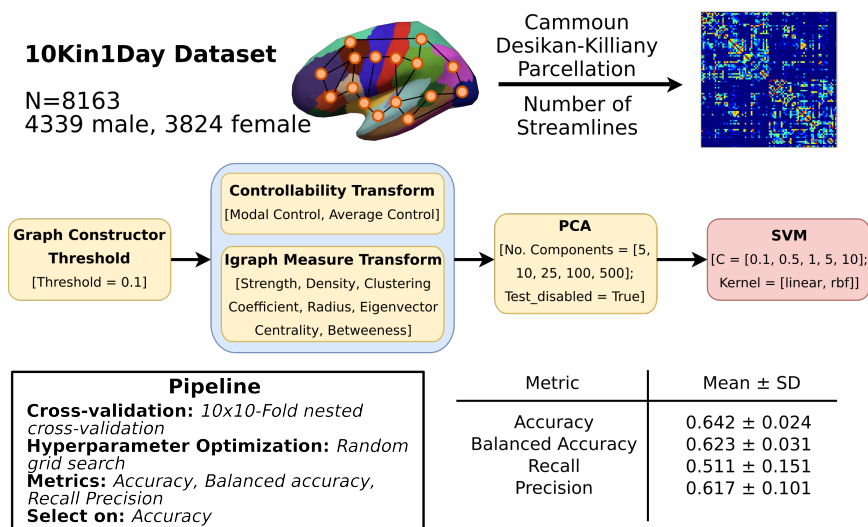 10Kin1Day Dataset
N=8163
4339 male, 3824 female
Cammoun
Desikan-Killiany
Parcellation
Number of
Streamlines
Graph Constructor
Threshold
[Threshold = 0.1]
Controllability Transform
[Modal Control, Average Control]
Igraph Measure Transform
[Strength, Density, Clustering
Coefficient, Radius, Eigenvector
Centrality, Betweeness]
PCA
[No. Components = [5,
10, 25, 100, 500];
Test_disabled = True]
SVM
[C = [0.1, 0.5, 1, 5, 10];
Kernel = [linear, rbf]]
Pipeline
Cross-validation: 10x10-Fold nested
cross-validation
Hyperparameter Optimization: Random
grid search
Metrics: Accuracy, Balanced accuracy,
Recall Precision
Select on: Accuracy
Metric Mean ± SD
Accuracy 0.642 ± 0.024
Balanced Accuracy 0.623 ± 0.031
Recall 0.511 ± 0.151
Precision 0.617 ± 0.101